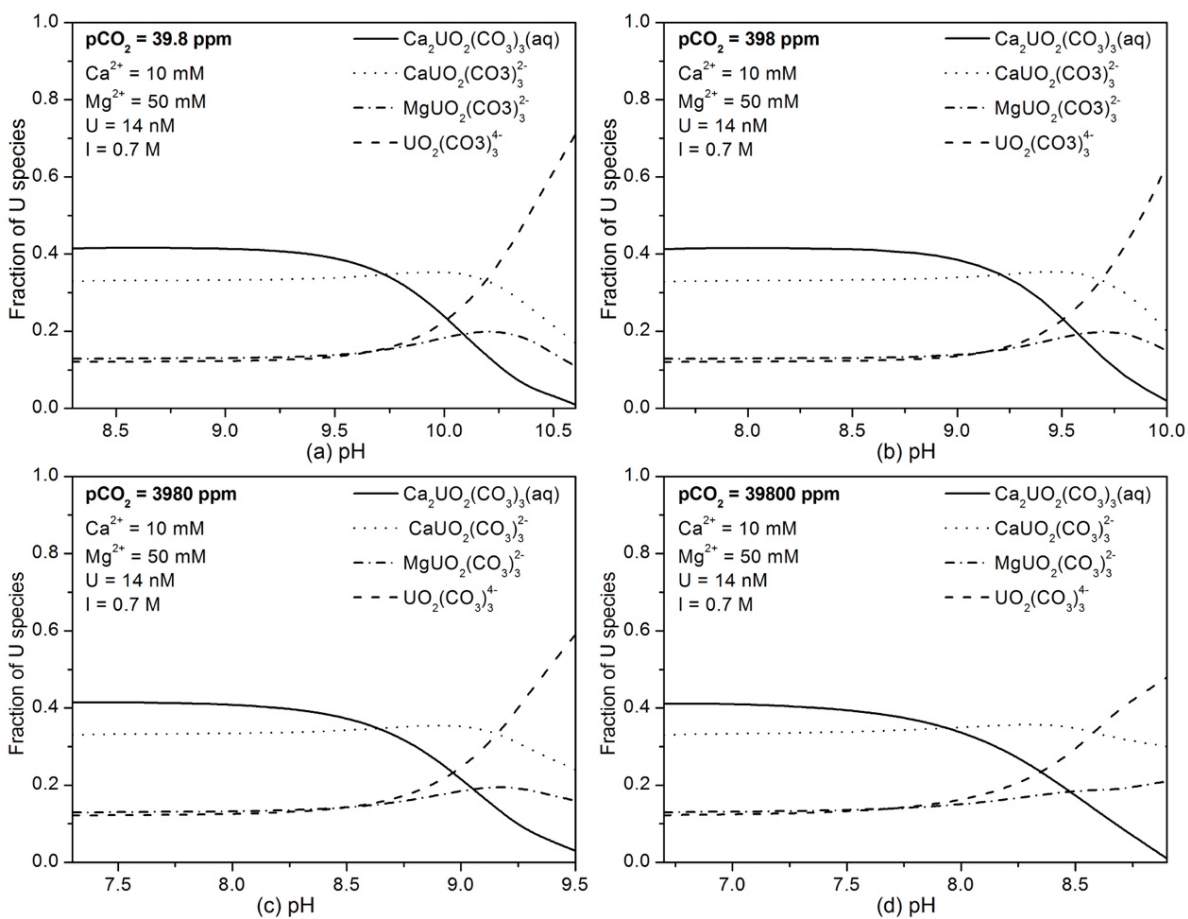 pCO₂ = 39.8 ppm
Ca²⁺ = 10 mM
Mg²⁺ = 50 mM
U = 14 nM
I = 0.7 M
Ca₂UO₂(CO₃)₃(aq)
CaUO₂(CO3)₃²⁻
MgUO₂(CO3)₃²⁻
UO₂(CO3)₃⁴⁻
Fraction of U species
1.0
0.8
0.6
0.4
0.2
0.0
8.5 9.0 9.5 10.0 10.5
(a) pH
pCO₂ = 398 ppm
Ca²⁺ = 10 mM
Mg²⁺ = 50 mM
U = 14 nM
I = 0.7 M
Ca₂UO₂(CO₃)₃(aq)
CaUO₂(CO3)₃²⁻
MgUO₂(CO3)₃²⁻
UO₂(CO3)₃⁴⁻
Fraction of U species
1.0
0.8
0.6
0.4
0.2
0.0
8.0 8.5 9.0 9.5 10.0
(b) pH
pCO₂ = 3980 ppm
Ca²⁺ = 10 mM
Mg²⁺ = 50 mM
U = 14 nM
I = 0.7 M
Ca₂UO₂(CO₃)₃(aq)
CaUO₂(CO₃)₃²⁻
MgUO₂(CO₃)₃²⁻
UO₂(CO₃)₃⁴⁻
Fraction of U species
1.0
0.8
0.6
0.4
0.2
0.0
7.5 8.0 8.5 9.0 9.5
(c) pH
pCO₂ = 39800 ppm
Ca²⁺ = 10 mM
Mg²⁺ = 50 mM
U = 14 nM
I = 0.7 M
Ca₂UO₂(CO₃)₃(aq)
CaUO₂(CO₃)₃²⁻
MgUO₂(CO₃)₃²⁻
UO₂(CO₃)₃⁴⁻
Fraction of U species
1.0
0.8
0.6
0.4
0.2
0.0
7.0 7.5 8.0 8.5
(d) pH